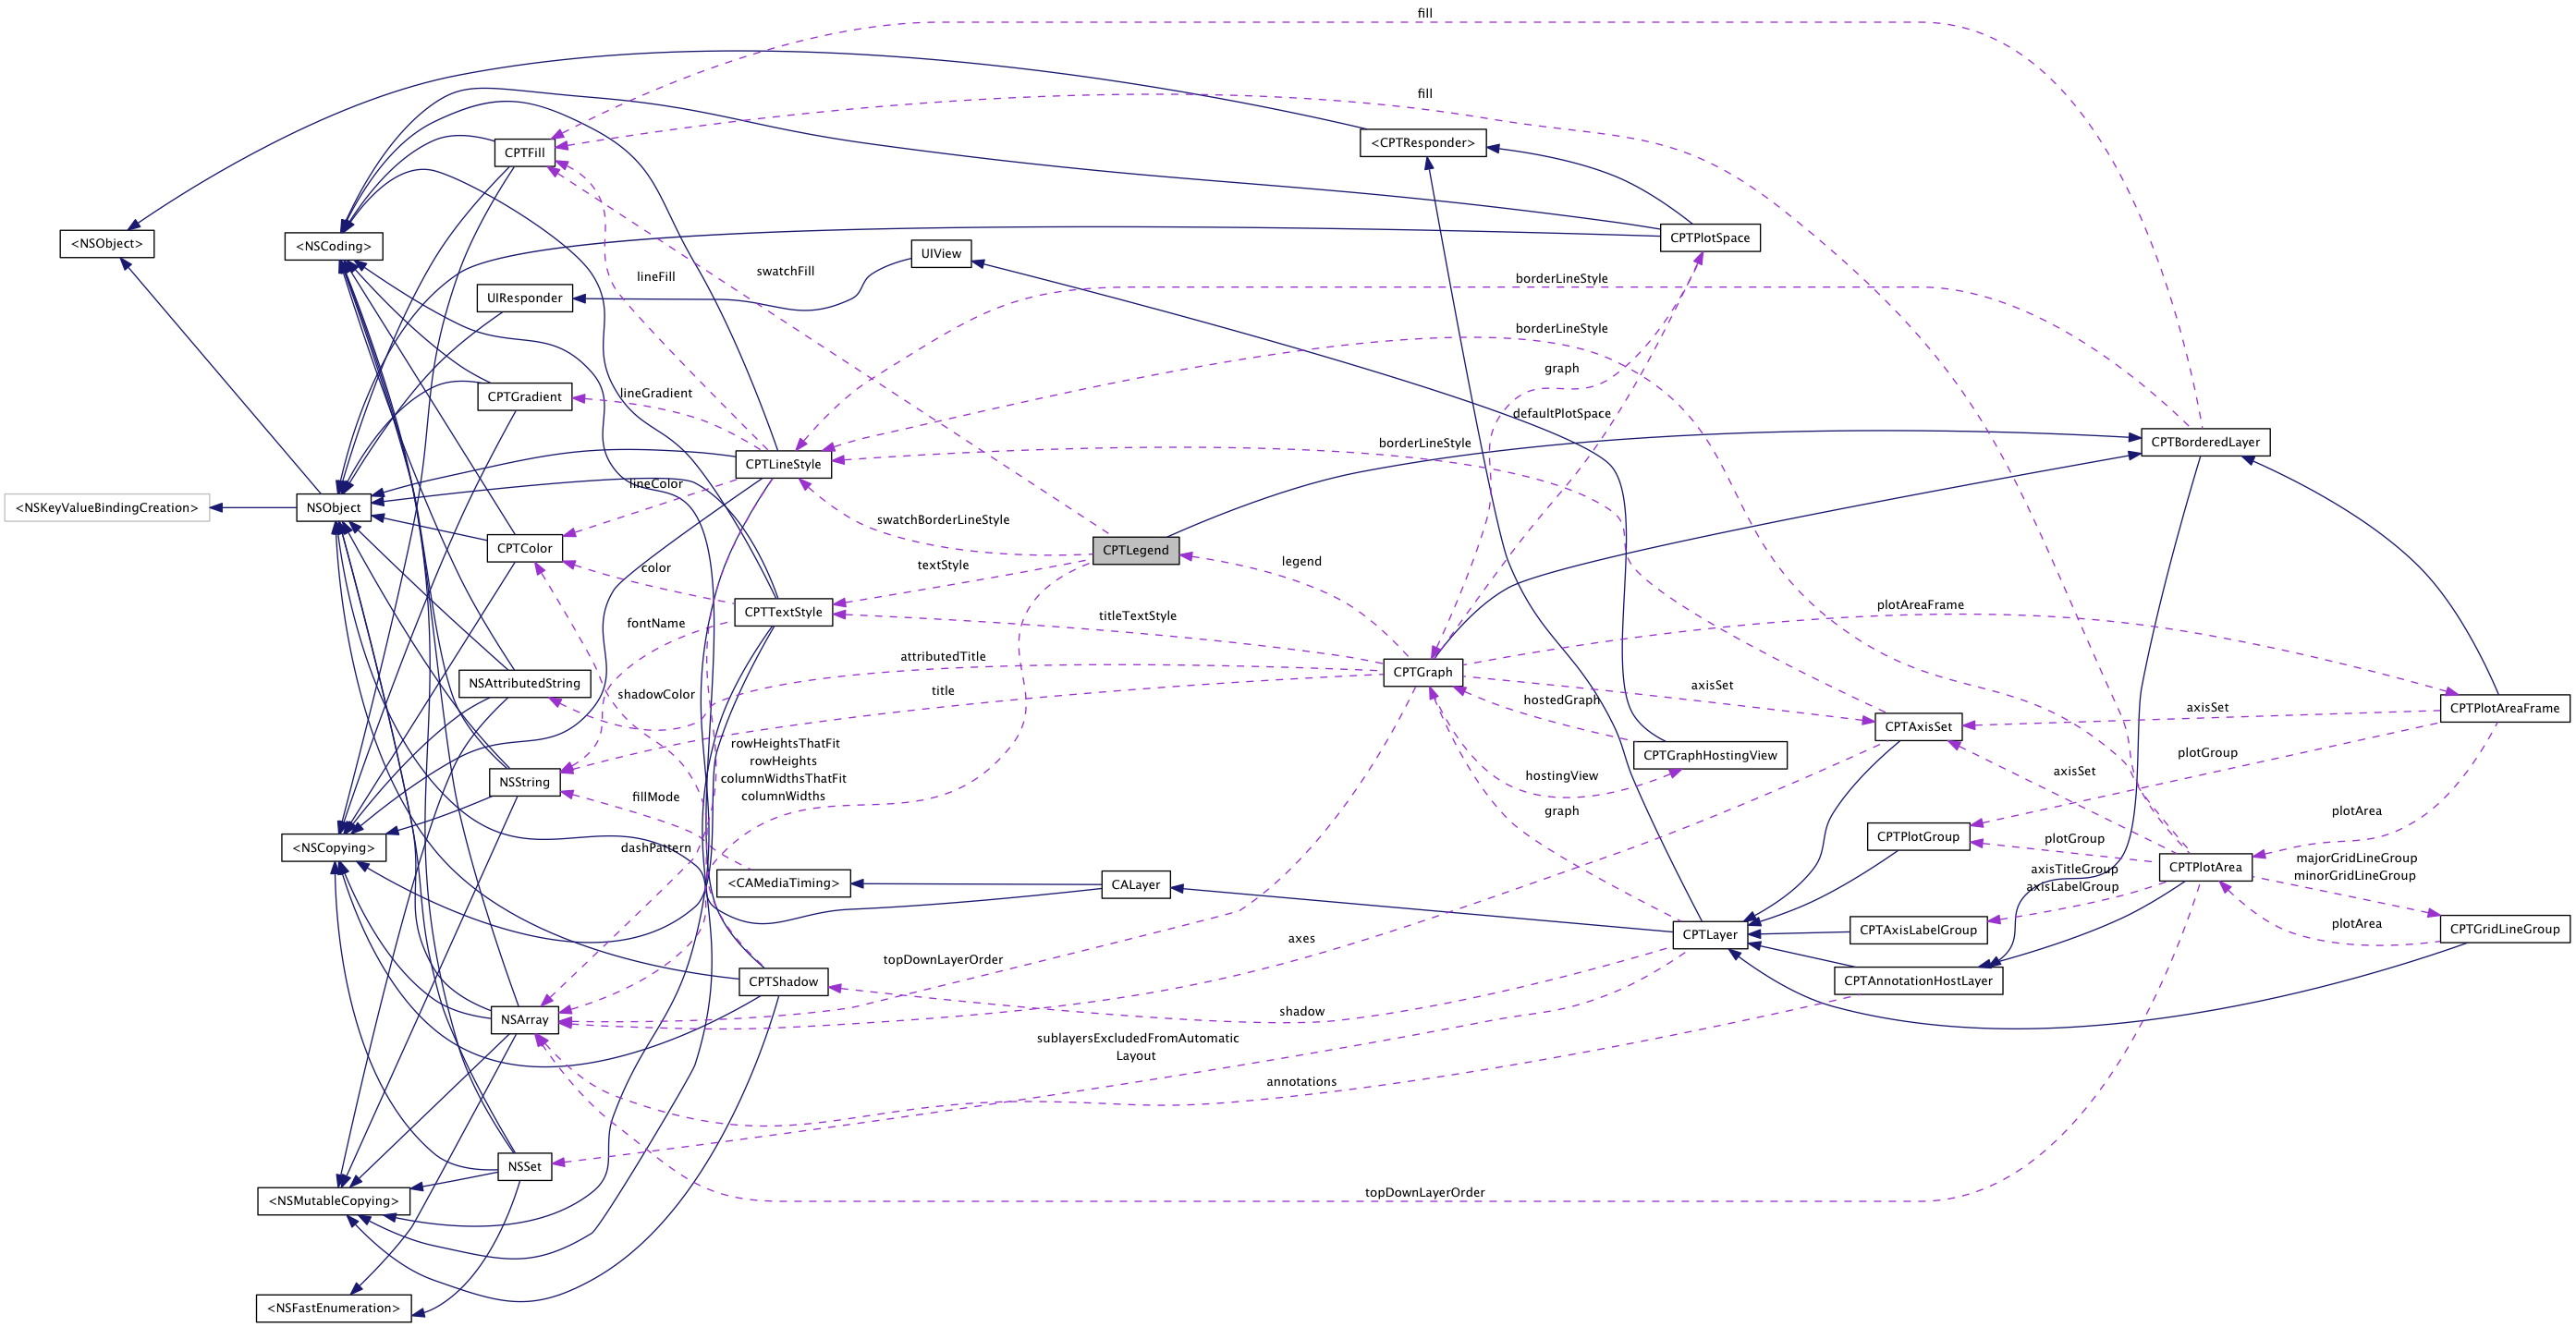 fill
fill
CPTFill
<CPTResponder>
<NSObject>
<NSCoding>
UIView
CPTPlotSpace
lineFill
swatchFill
borderLineStyle
UIResponder
borderLineStyle
graph
CPTGradient
lineGradient
defaultPlotSpace
borderLineStyle
CPTBorderedLayer
CPTLineStyle
lineColor
<NSKeyValueBindingCreation>
NSObject
swatchBorderLineStyle
CPTColor
CPTLegend
color
textStyle
legend
CPTTextStyle
fontName
titleTextStyle
plotAreaFrame
attributedTitle
CPTGraph
NSAttributedString
shadowColor
title
axisSet
hostedGraph
CPTAxisSet
axisSet
CPTPlotAreaFrame
rowHeightsThatFit
rowHeights
columnWidthsThatFit
columnWidths
CPTGraphHostingView
plotGroup
NSString
hostingView
axisSet
fillMode
graph
plotArea
<NSCopying>
dashPattern
CPTPlotGroup
plotGroup
CPTPlotArea
majorGridLineGroup
minorGridLineGroup
<CAMediaTiming>
CALayer
axisTitleGroup
axisLabelGroup
plotArea
axes
CPTLayer
CPTAxisLabelGroup
CPTGridLineGroup
topDownLayerOrder
CPTShadow
CPTAnnotationHostLayer
NSArray
shadow
sublayersExcludedFromAutomatic
Layout
annotations
NSSet
<NSMutableCopying>
topDownLayerOrder
<NSFastEnumeration>